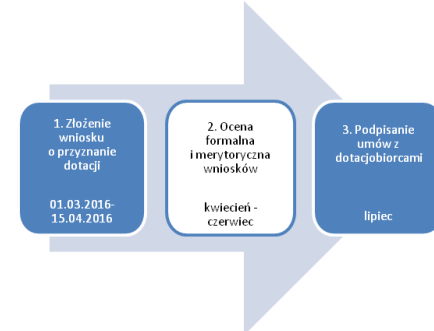 1. Złożenie
wniosku
o przyznanie
dotacji
01.03.2016-
15.04.2016
2. Ocena
formalna
i merytoryczna
wniosków
kwiecień -
czerwiec
3. Podpisanie
umów z
dotacjobiorcami
lipiec